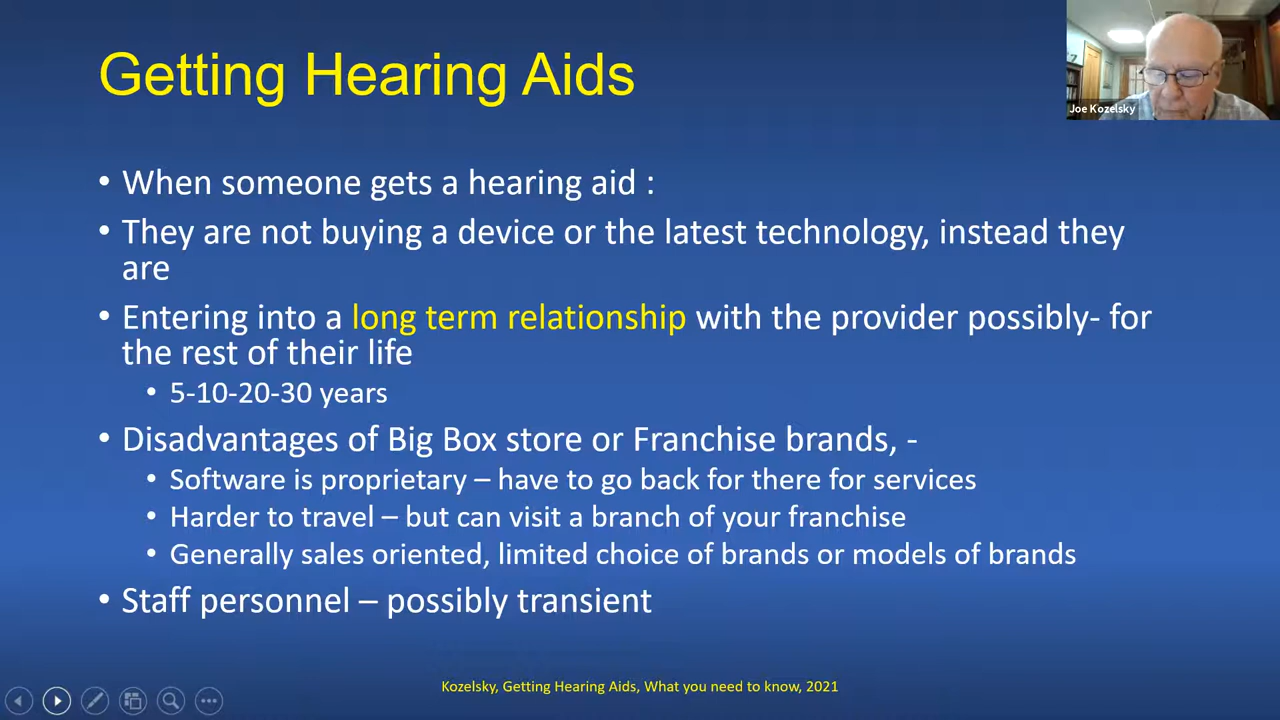 Getting Hearing Aids
Joe Kozelsky
• When someone gets a hearing aid :
• They are not buying a device or the latest technology, instead they
are
• Entering into a long term relationship with the provider possibly- for
the rest of their life
• 5-10-20-30 years
• Disadvantages of Big Box store or Franchise brands, -
• Software is proprietary – have to go back for there for services
• Harder to travel – but can visit a branch of your franchise
• Generally sales oriented, limited choice of brands or models of brands
• Staff personnel – possibly transient
Kozelsky, Getting Hearing Aids, What you need to know, 2021